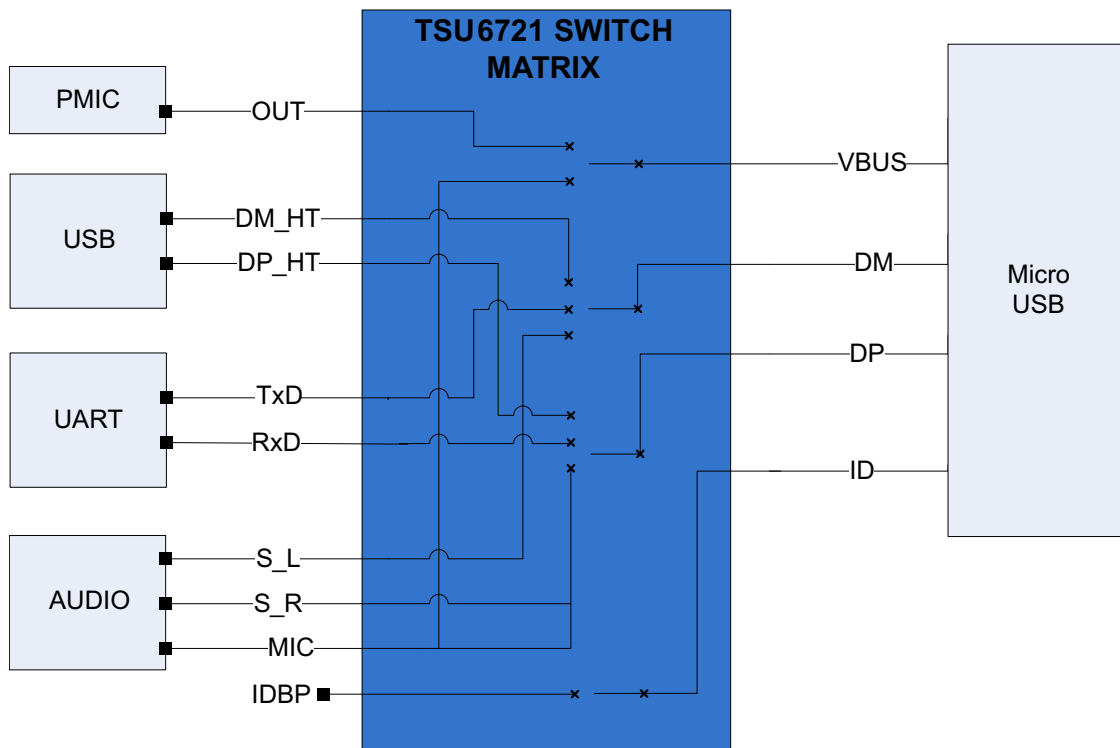 TSU6721 SWITCH
MATRIX
PMIC
OUT
VBUS
USB
DM_HT
DP_HT
DM
Micro
USB
DP
UART
TxD
RxD
ID
AUDIO
S_L
S_R
MIC
IDBP